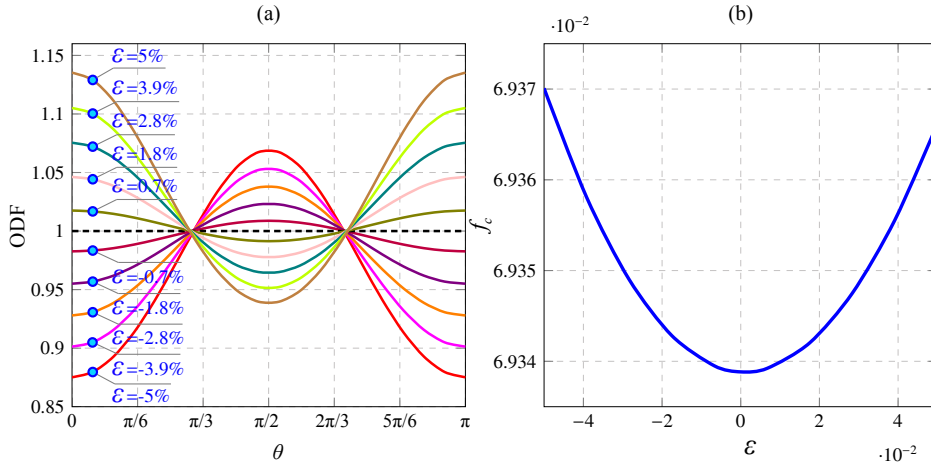 (a)
1.15
1.1
1.05
1
0.95
0.9
0.85
ODF
ε=5%
ε=3.9%
ε=2.8%
ε=1.8%
ε=0.7%
ε=-0.7%
ε=-1.8%
ε=-2.8%
ε=-3.9%
ε=-5%
0 π/6 π/3 π/2 2π/3 5π/6 π
θ
(b)
·10⁻²
6.937
6.936
6.935
6.934
f_c
−4 −2 0 2 4
·10⁻²
ε